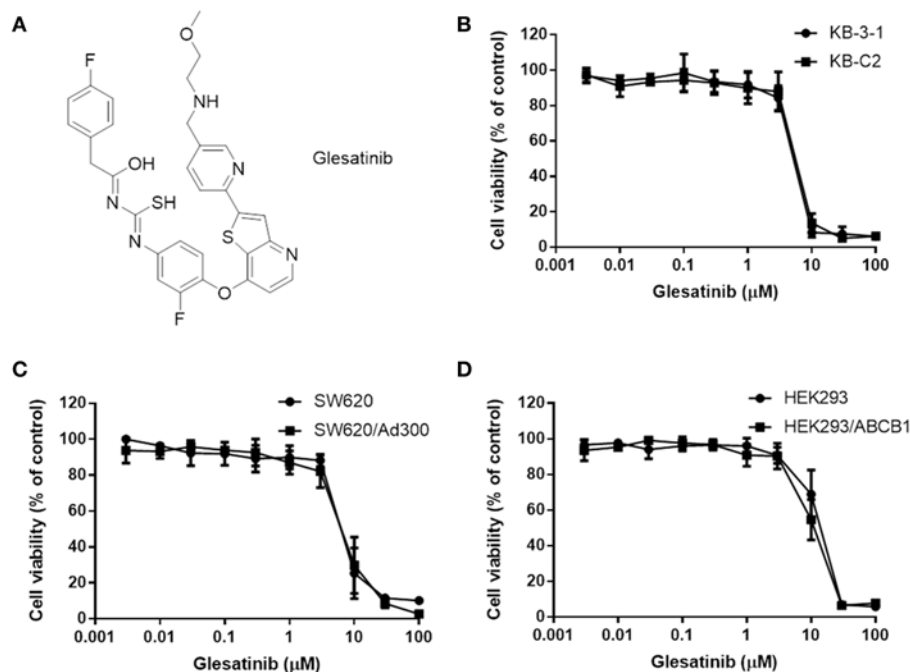 A
F
O
NH
N
OH
SH
N
N
S
N
F
O
Glesatinib
B
KB-3-1
KB-C2
Cell viability (% of control)
120
100
80
60
40
20
0
0.001 0.01 0.1 1 10 100
Glesatinib (μM)
C
SW620
SW620/Ad300
Cell viability (% of control)
120
100
80
60
40
20
0
0.001 0.01 0.1 1 10 100
Glesatinib (μM)
D
HEK293
HEK293/ABCB1
Cell viability (% of control)
120
100
80
60
40
20
0
0.001 0.01 0.1 1 10 100
Glesatinib (μM)